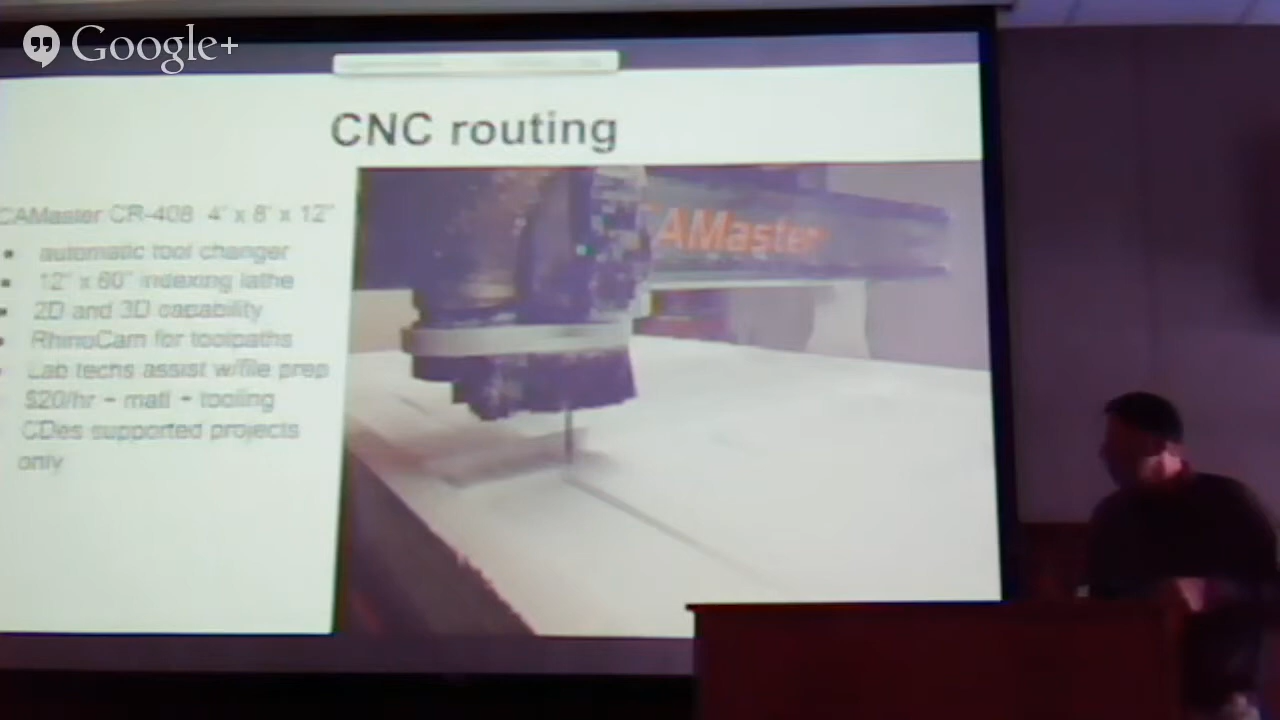 Google+
CNC routing
CAMaster CR-408 4' x 8' x 12"
automatic tool changer
12" x 60" indexing lathe
2D and 3D capability
RhinoCam for toolpaths
Lab techs assist w/file prep
$20/hr + matl + tooling
CDes supported projects
only
CAMaster